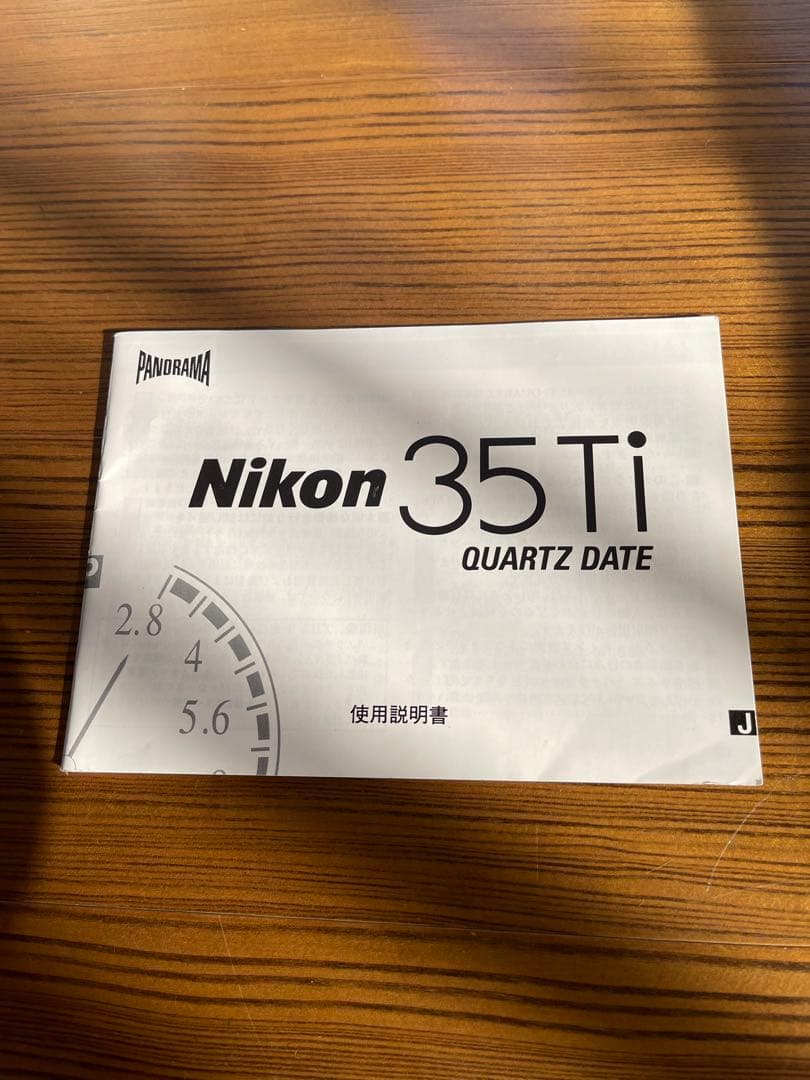 PANORAMA
Nikon 35Ti
QUARTZ DATE
P
2.8
4
5.6
使用説明書
J